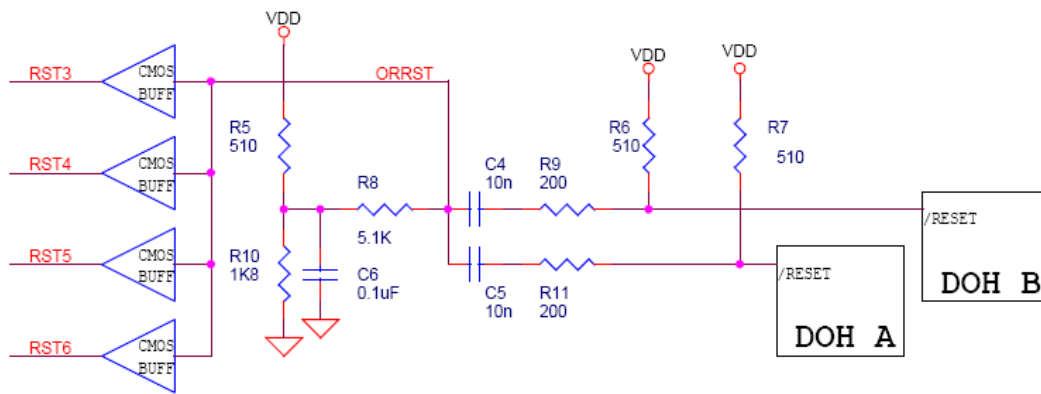 VDD
VDD
VDD
RST3
CMOS
BUFF
ORRST
R5
510
R6
510
R7
510
RST4
CMOS
BUFF
R8
5.1K
C4
10n
R9
200
/RESET
DOH B
RST5
CMOS
BUFF
R10
1K8
C6
0.1uF
C5
10n
R11
200
/RESET
DOH A
RST6
CMOS
BUFF